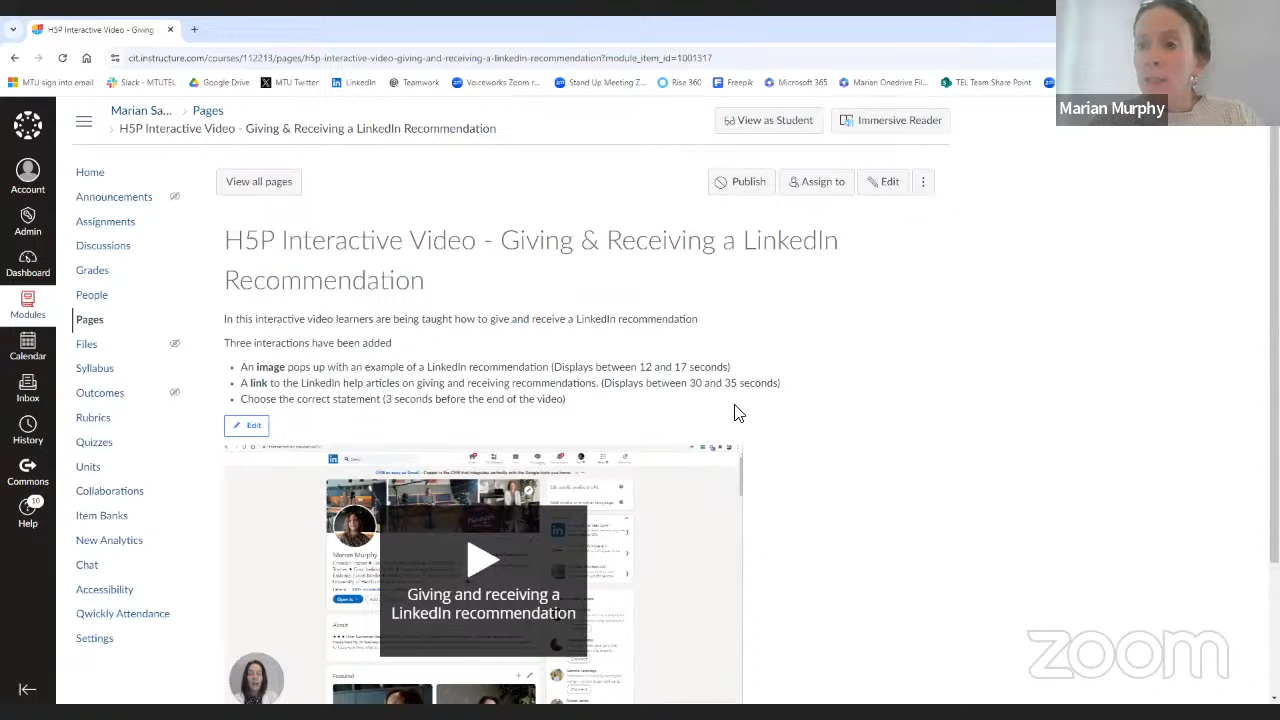 H5P Interactive Video - Giving
cit.instructure.com/courses/112213/pages/h5p-interactive-video-giving-and-receiving-a-linkedin-recommendation?module_item_id=1001317
MTU sign into email Slack - MTUTEL Google Drive MTU Twitter LinkedIn Teamwork Voscreens Zoom r... Stand Up Meeting Z... Rise 360 Freepik Microsoft 365 Marian Onedrive Fil... TEL Team Share Point
Marian Murphy
Marian Sa... > Pages
> H5P Interactive Video - Giving & Receiving a LinkedIn Recommendation
View as Student
Immersive Reader
Account
Admin
Dashboard
Modules
Calendar
Inbox
History
Commons
10
Help
Home
Announcements
Assignments
Discussions
Grades
People
Pages
Files
Syllabus
Outcomes
Rubrics
Quizzes
Units
Collaborations
Item Banks
New Analytics
Chat
Accessibility
Qwickly Attendance
Settings
View all pages
Publish
Assign to
Edit
H5P Interactive Video - Giving & Receiving a LinkedIn
Recommendation
In this interactive video learners are being taught how to give and receive a LinkedIn recommendation
Three interactions have been added
• An image pops up with an example of a LinkedIn recommendation (Displays between 12 and 17 seconds)
• A link to the LinkedIn help articles on giving and receiving recommendations. (Displays between 30 and 35 seconds)
• Choose the correct statement (3 seconds before the end of the video)
Edit
Marian Murphy
About
Featured
Giving and receiving a
LinkedIn recommendation
zoom